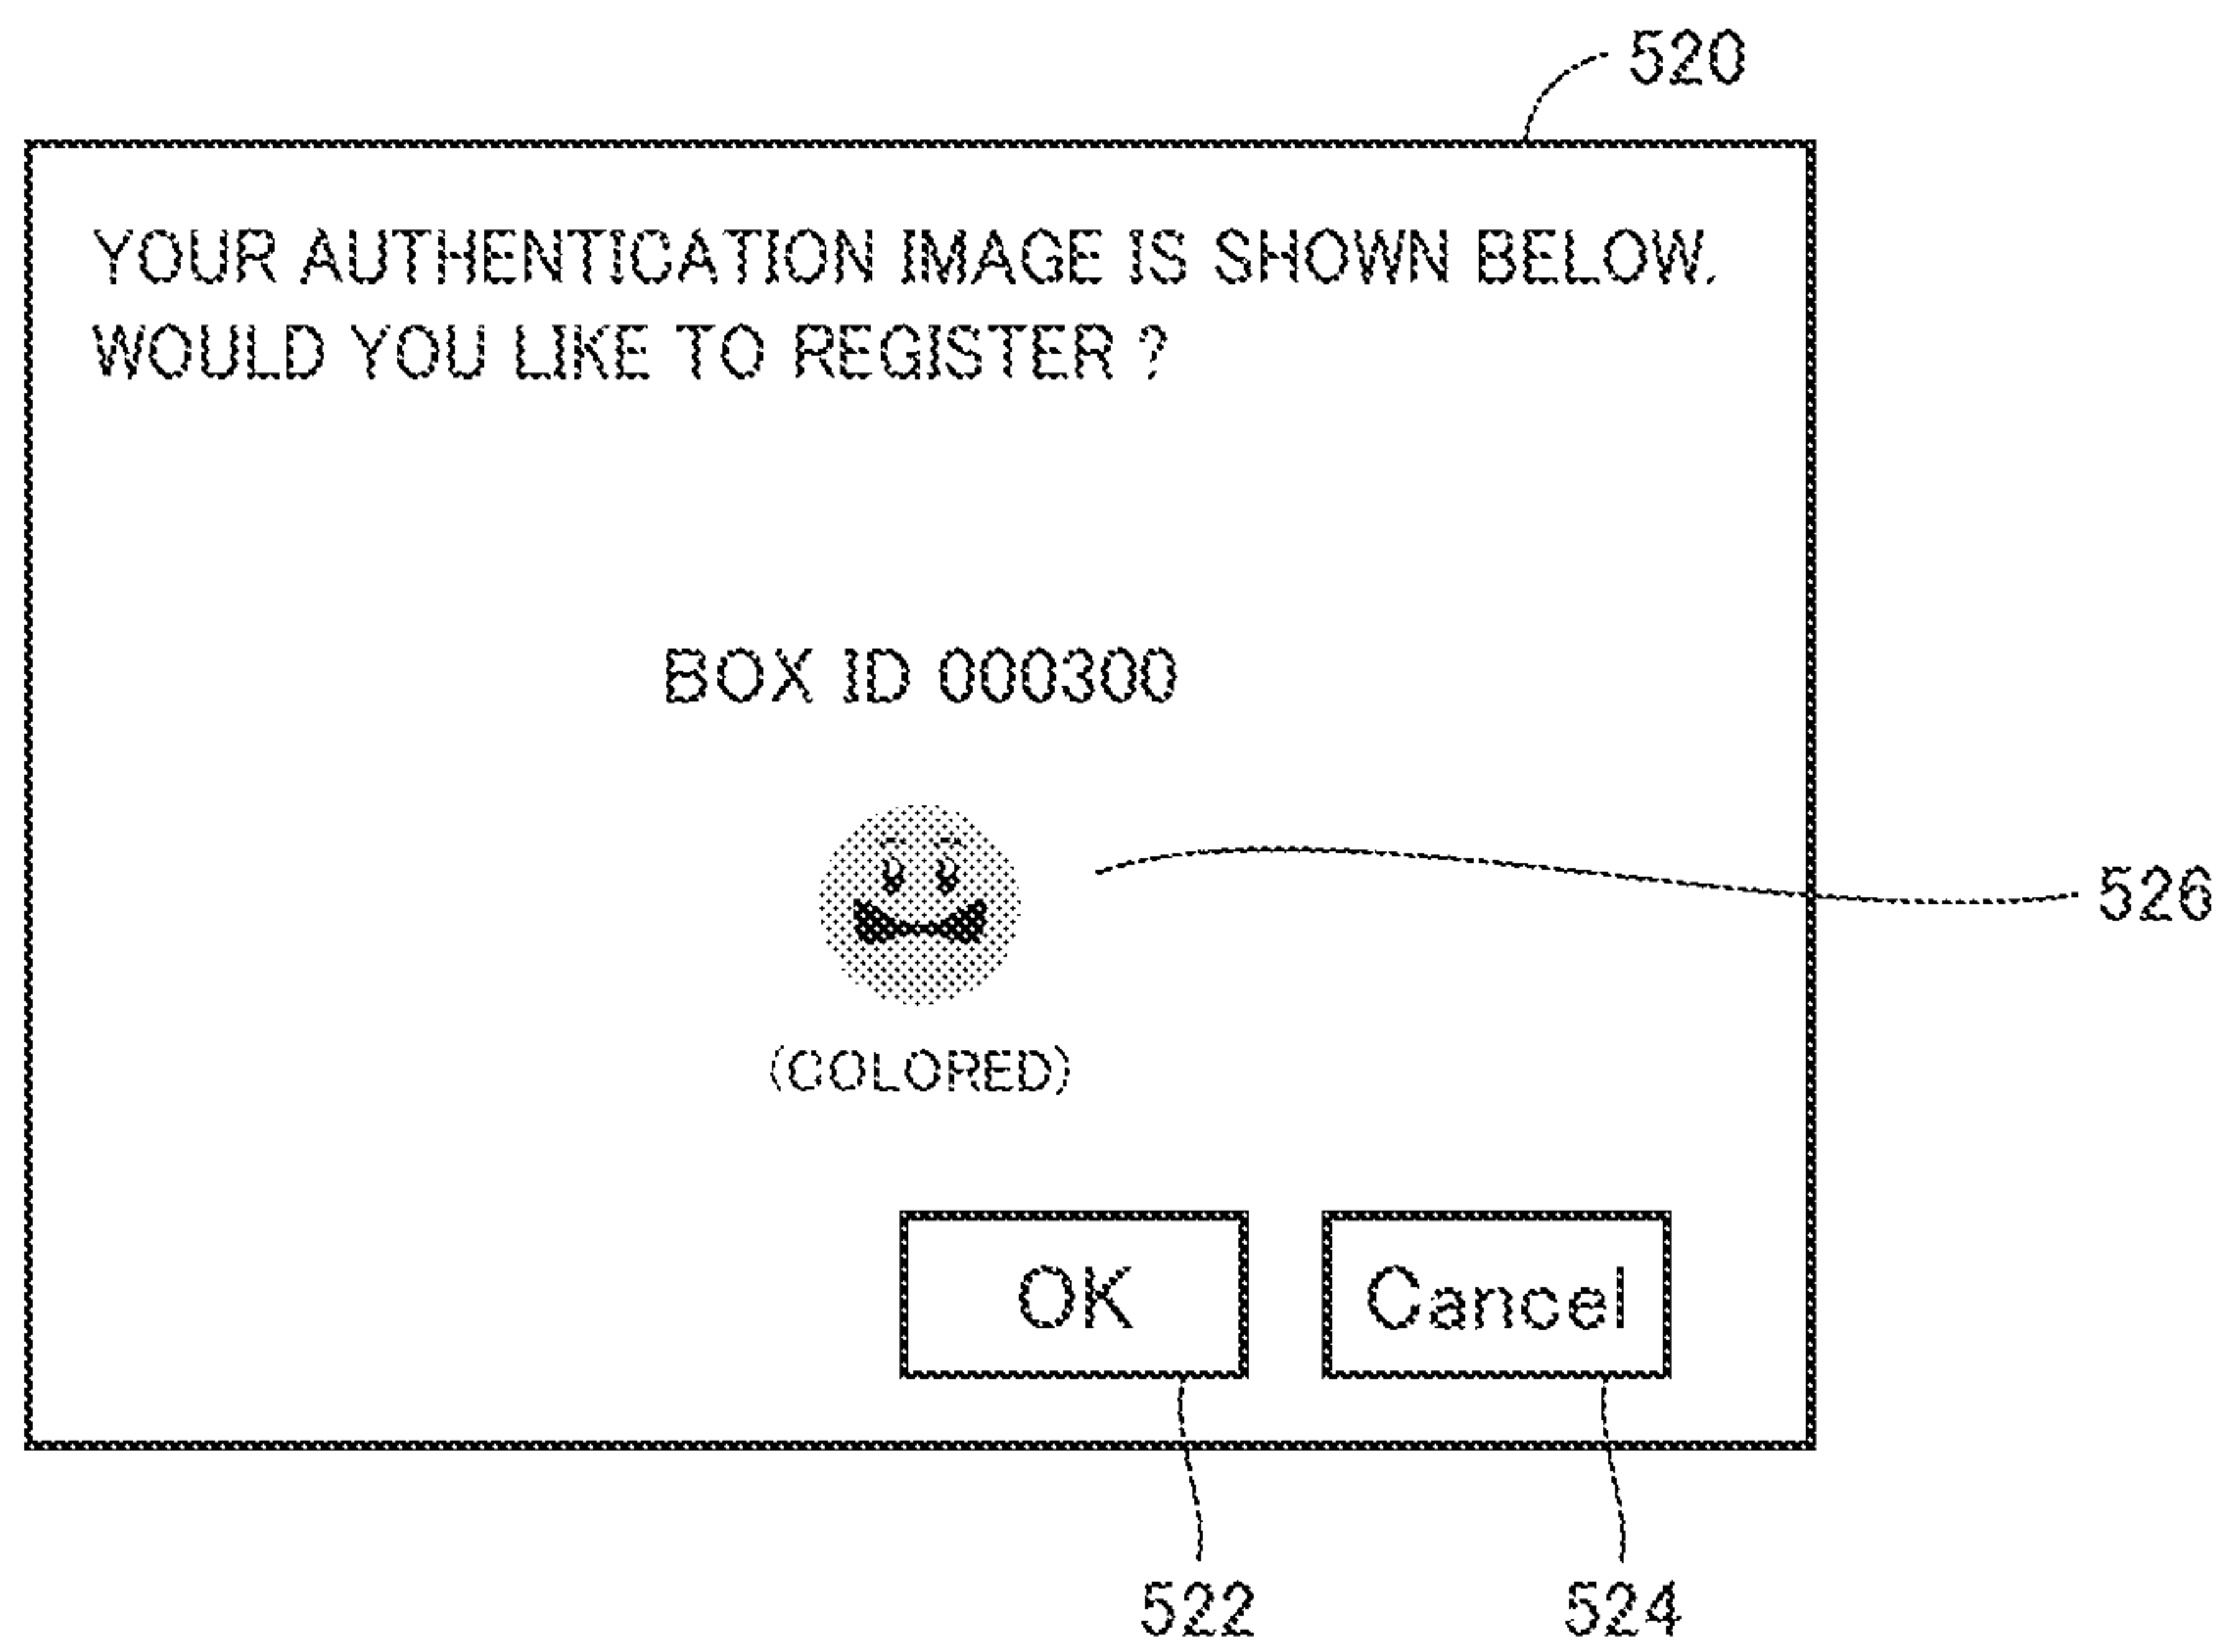 520
YOUR AUTHENTICATION IMAGE IS SHOWN BELOW.
WOULD YOU LIKE TO REGISTER ?
BOX ID 000300
526
(COLORED)
OK
Cancel
522
524